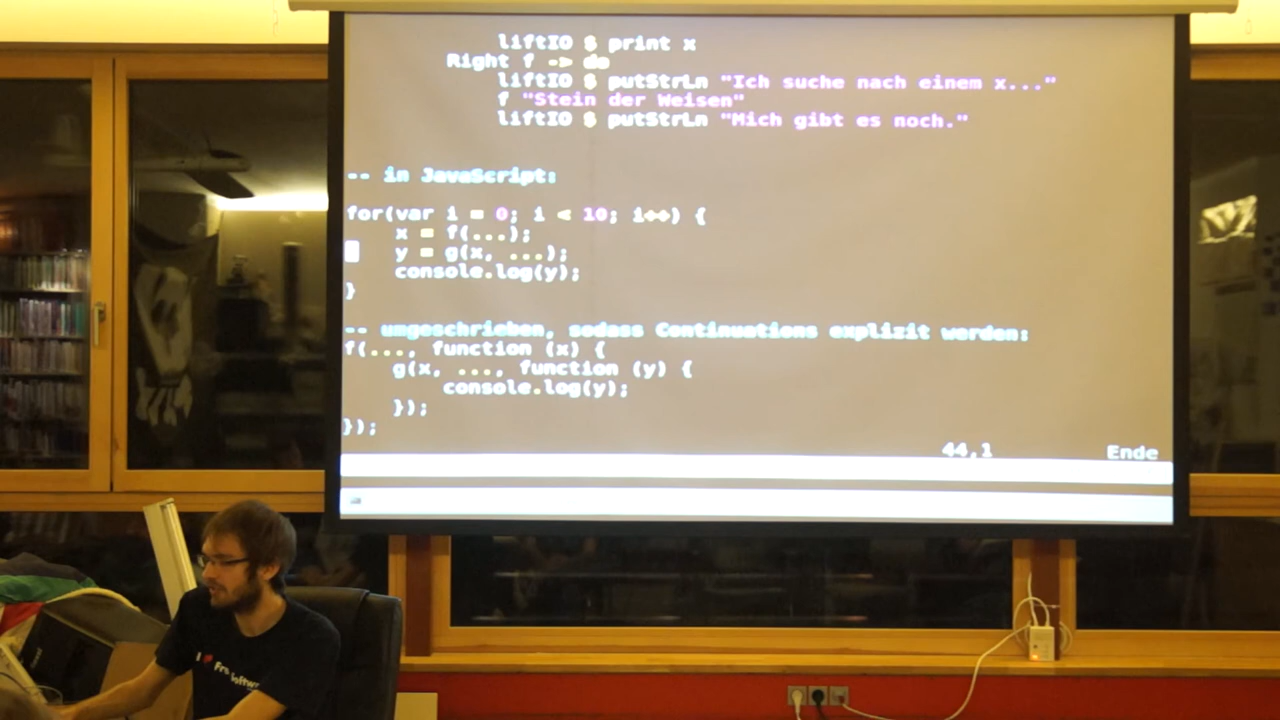 liftIO $ print x
Right f -> do
liftIO $ putStrLn "Ich suche nach einem x..."
f "Stein der Weisen"
liftIO $ putStrLn "Mich gibt es noch."
-- in JavaScript:
for(var i = 0; i < 10; i++) {
x = f(...);
y = g(x, ...);
console.log(y);
}
-- umgeschrieben, sodass Continuations explizit werden:
f(..., function (x) {
g(x, ..., function (y) {
console.log(y);
});
});
44,1 Ende
I